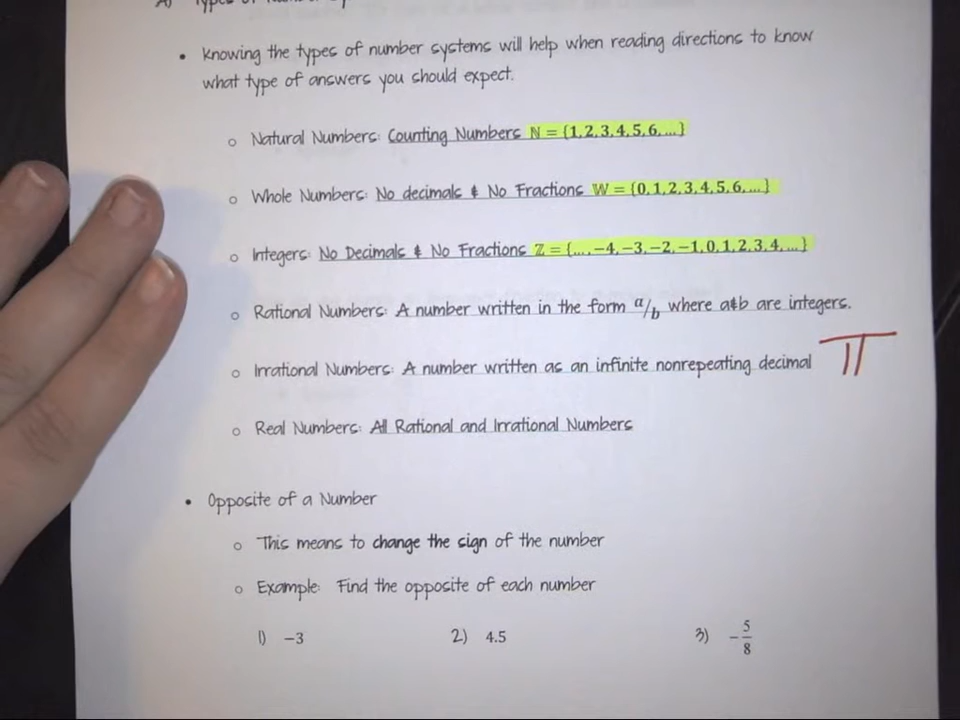 A) Types of
• Knowing the types of number systems will help when reading directions to know
what type of answers you should expect.
○ Natural Numbers: Counting Numbers ℕ = {1, 2, 3, 4, 5, 6, ... }
○ Whole Numbers: No decimals & No Fractions 𝕎 = {0, 1, 2, 3, 4, 5, 6, ... }
○ Integers: No Decimals & No Fractions ℤ = {... , −4, −3, −2, −1, 0, 1, 2, 3, 4, ... }
○ Rational Numbers: A number written in the form a/b where a&b are integers.
○ Irrational Numbers: A number written as an infinite nonrepeating decimal π
○ Real Numbers: All Rational and Irrational Numbers
• Opposite of a Number
○ This means to change the sign of the number
○ Example: Find the opposite of each number
1) −3 2) 4.5 3) −5/8